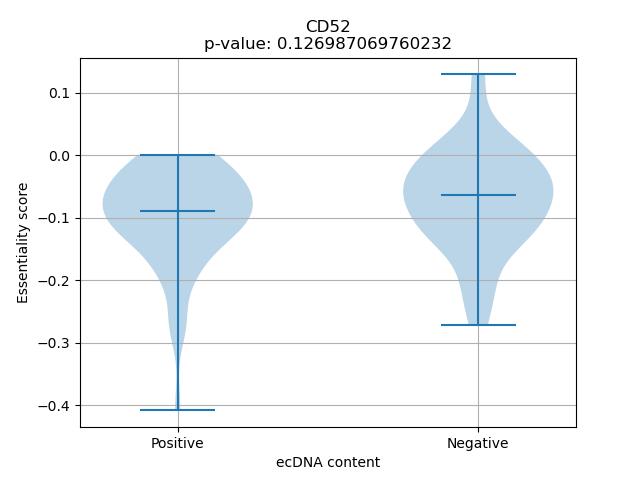 CD52
p-value: 0.126987069760232
Essentiality score
0.1
0.0
−0.1
−0.2
−0.3
−0.4
Positive
Negative
ecDNA content